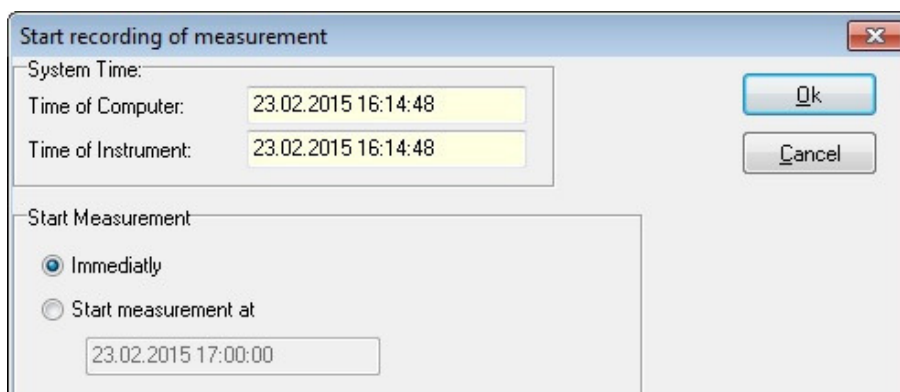 Start recording of measurement
System Time:
Time of Computer: 23.02.2015 16:14:48
Ok
Time of Instrument: 23.02.2015 16:14:48
Cancel
Start Measurement
Immediatly
Start measurement at
23.02.2015 17:00:00